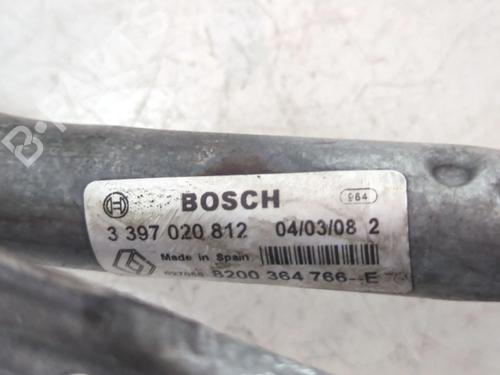 BOSCH
964
3 397 020 812 04/03/08 2
Made in Spain
8200 364 766--E